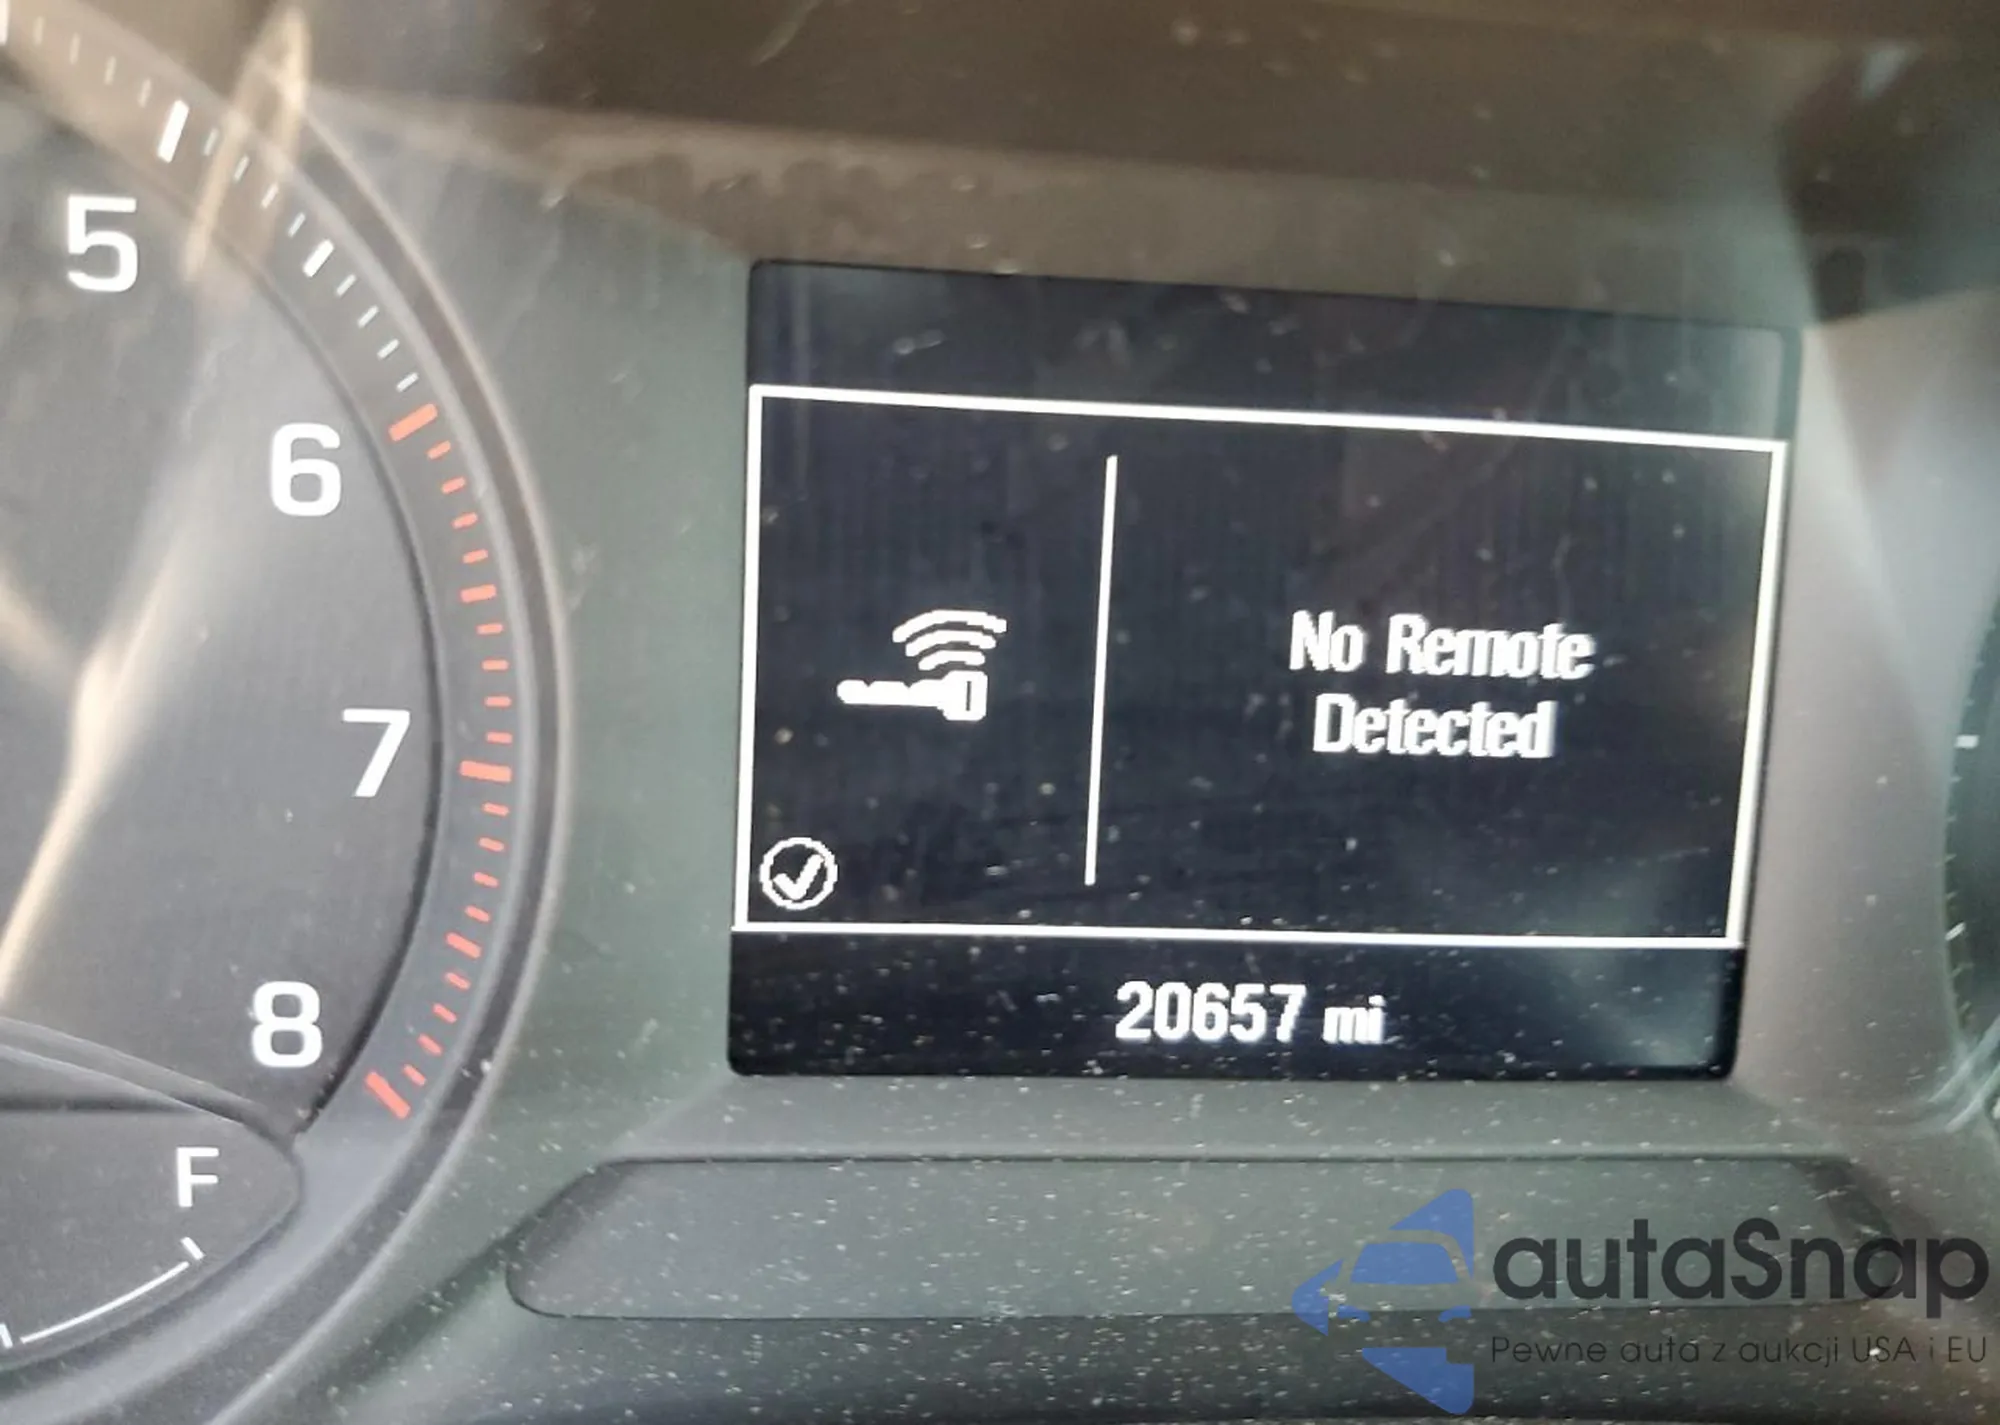 5
6
7
8
F
No Remote
Detected
20657 mi
autaSnap
Pewne auta z aukcji USA i EU